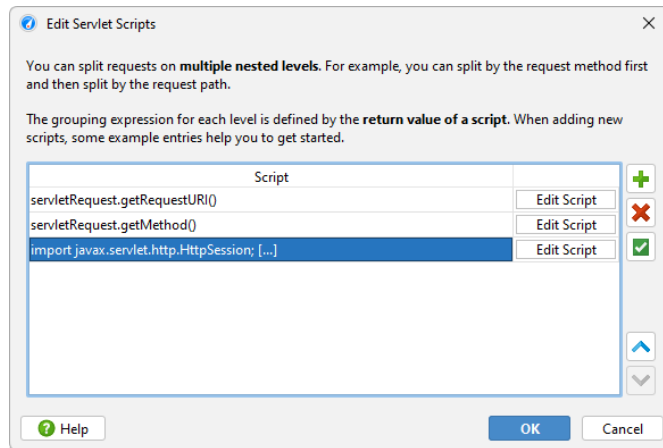 Edit Servlet Scripts
You can split requests on multiple nested levels. For example, you can split by the request method first
and then split by the request path.
The grouping expression for each level is defined by the return value of a script. When adding new
scripts, some example entries help you to get started.
Script
servletRequest.getRequestURI() Edit Script
servletRequest.getMethod() Edit Script
import javax.servlet.http.HttpSession; [...] Edit Script
Help OK Cancel